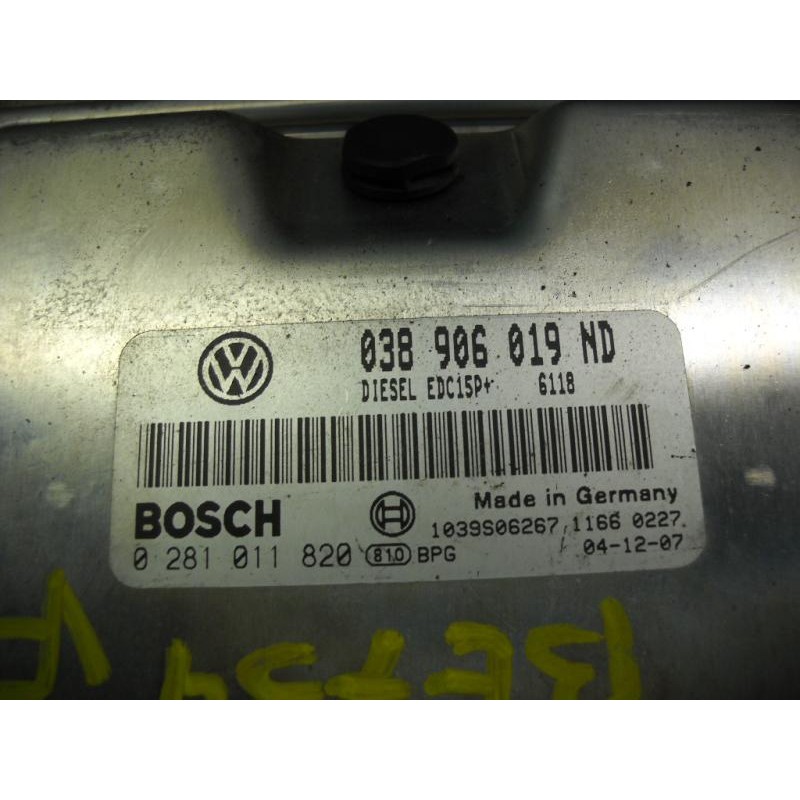 038 906 019 ND
DIESEL EDC15P+ 6118
BOSCH
Made in Germany
1039S06267 1166 0227
0 281 011 820 810 BPG 04-12-07